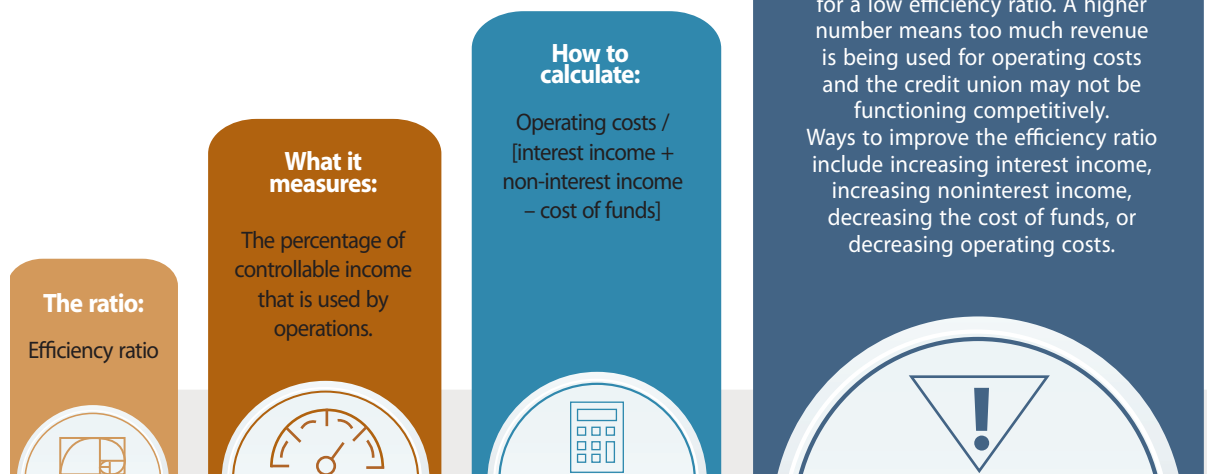 The ratio:
Efficiency ratio
What it
measures:
The percentage of
controllable income
that is used by
operations.
How to
calculate:
Operating costs /
[interest income +
non-interest income
– cost of funds]
for a low efficiency ratio. A higher
number means too much revenue
is being used for operating costs
and the credit union may not be
functioning competitively.
Ways to improve the efficiency ratio
include increasing interest income,
increasing noninterest income,
decreasing the cost of funds, or
decreasing operating costs.